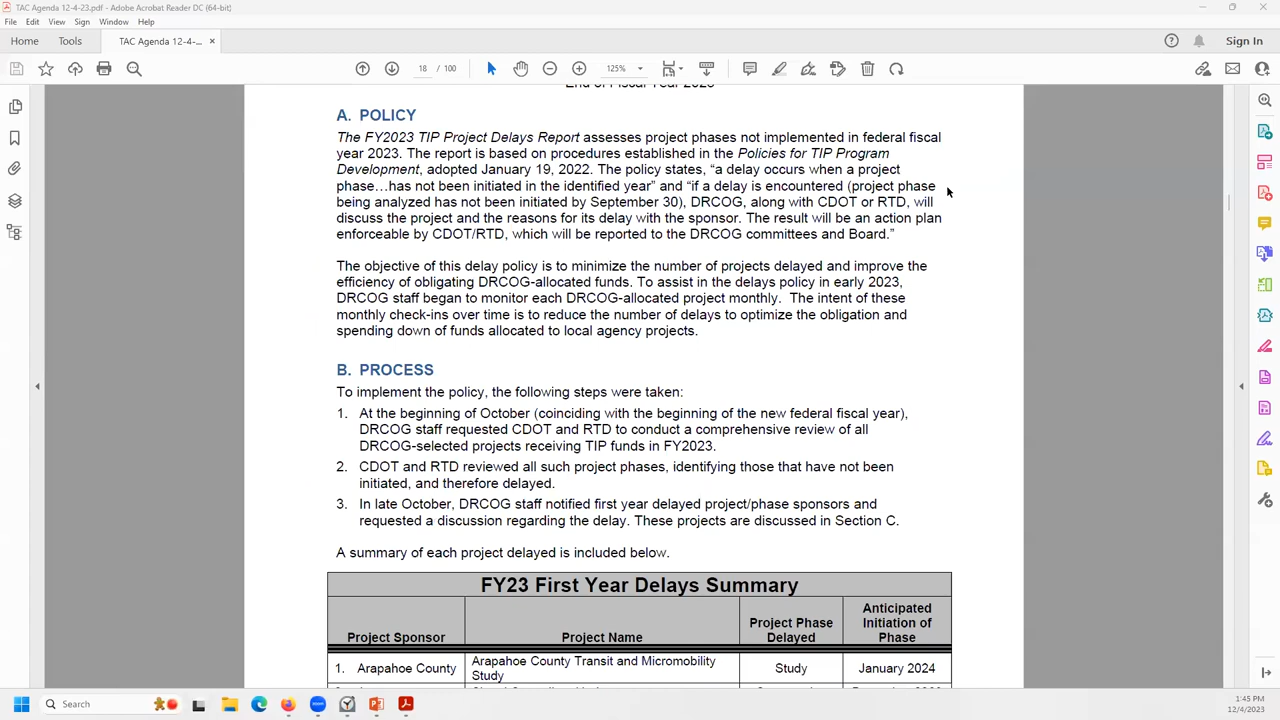 TAC Agenda 12-4-23.pdf - Adobe Acrobat Reader DC (64-bit)
File Edit View Sign Window Help
Home Tools TAC Agenda 12-4-... × Sign In
18 / 100 125%
A. POLICY
The FY2023 TIP Project Delays Report assesses project phases not implemented in federal fiscal
year 2023. The report is based on procedures established in the Policies for TIP Program
Development, adopted January 19, 2022. The policy states, “a delay occurs when a project
phase…has not been initiated in the identified year” and “if a delay is encountered (project phase
being analyzed has not been initiated by September 30), DRCOG, along with CDOT or RTD, will
discuss the project and the reasons for its delay with the sponsor. The result will be an action plan
enforceable by CDOT/RTD, which will be reported to the DRCOG committees and Board.”
The objective of this delay policy is to minimize the number of projects delayed and improve the
efficiency of obligating DRCOG-allocated funds. To assist in the delays policy in early 2023,
DRCOG staff began to monitor each DRCOG-allocated project monthly. The intent of these
monthly check-ins over time is to reduce the number of delays to optimize the obligation and
spending down of funds allocated to local agency projects.
B. PROCESS
To implement the policy, the following steps were taken:
1. At the beginning of October (coinciding with the beginning of the new federal fiscal year),
DRCOG staff requested CDOT and RTD to conduct a comprehensive review of all
DRCOG-selected projects receiving TIP funds in FY2023.
2. CDOT and RTD reviewed all such project phases, identifying those that have not been
initiated, and therefore delayed.
3. In late October, DRCOG staff notified first year delayed project/phase sponsors and
requested a discussion regarding the delay. These projects are discussed in Section C.
A summary of each project delayed is included below.
FY23 First Year Delays Summary
Project Sponsor Project Name Project Phase Delayed Anticipated Initiation of Phase
1. Arapahoe County Arapahoe County Transit and Micromobility Study Study January 2024
Search
1:45 PM
12/4/2023